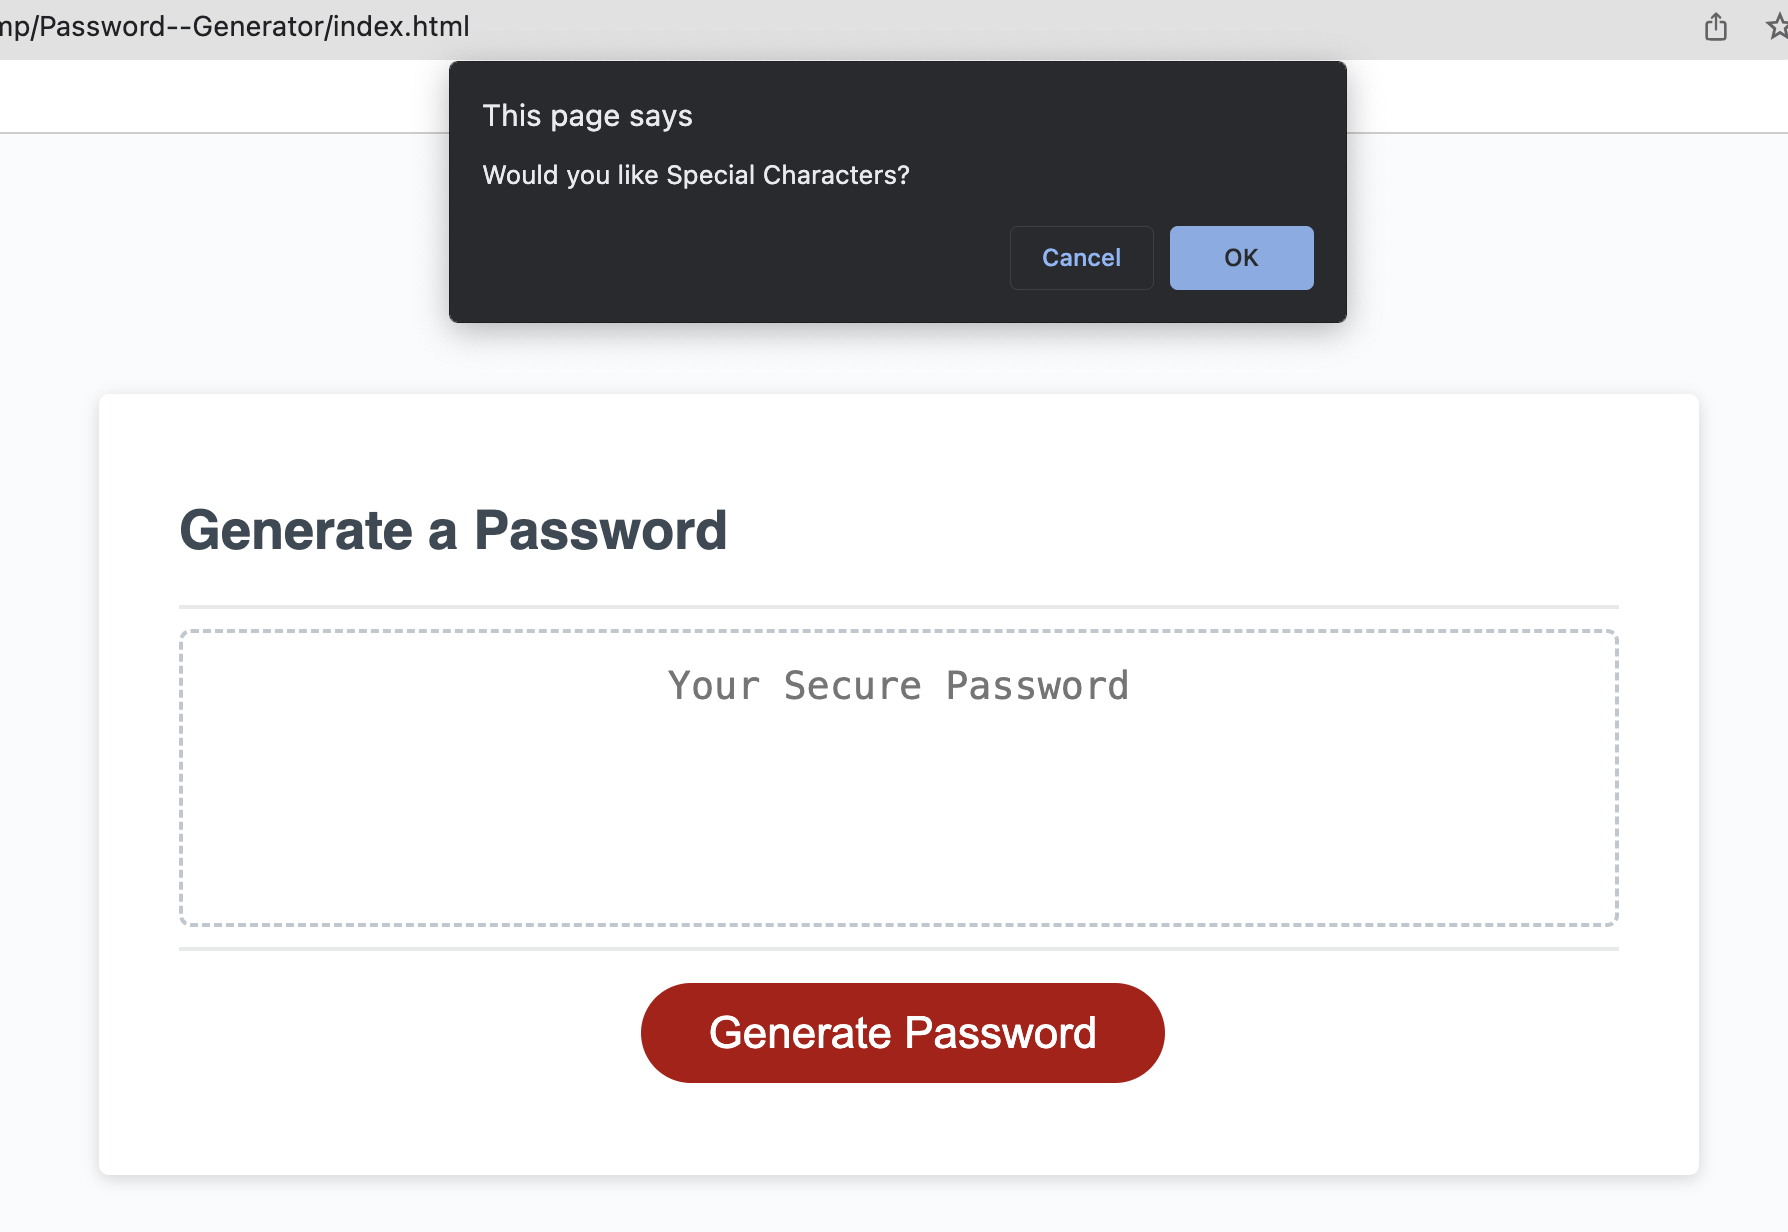 /Password--Generator/index.html
This page says
Would you like Special Characters?
Cancel
OK
Generate a Password
Your Secure Password
Generate Password